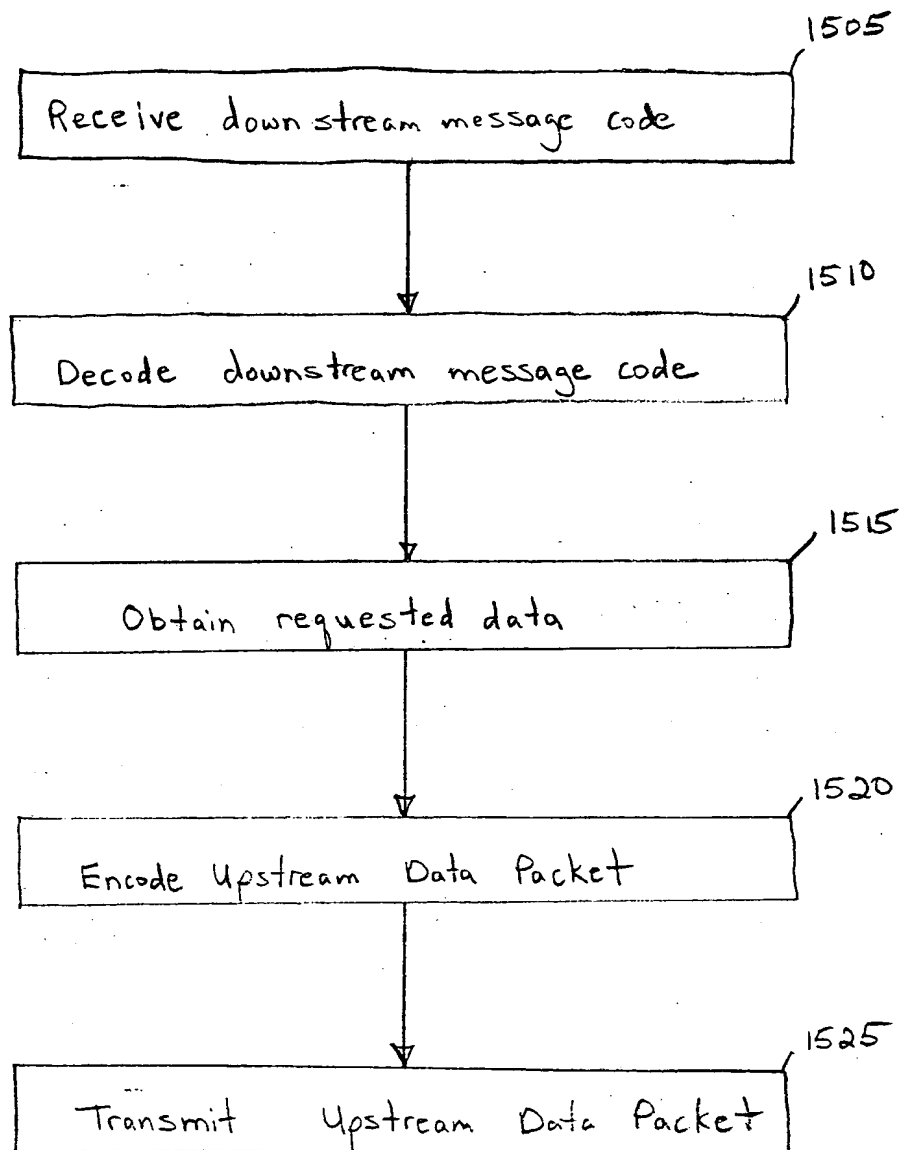 1505
Receive downstream message code
1510
Decode downstream message code
1515
Obtain requested data
1520
Encode Upstream Data Packet
1525
Transmit Upstream Data Packet